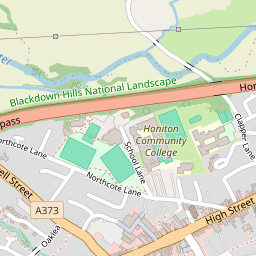 Blackdown Hills National Landscape
Hon
pass
Honiton
Community
College
Clapper Lane
School Lane
Northcote Lane
Northcote Lane
ell Street
A373
High Street
Oaklea